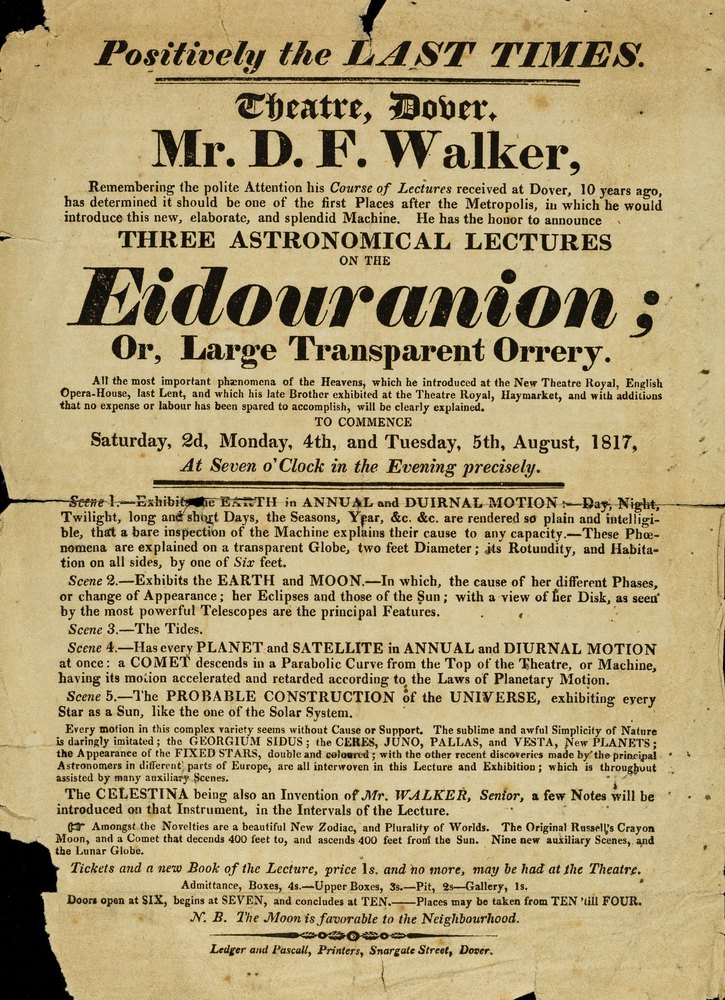 Positively the LAST TIMES.
Theatre, Dover.
Mr. D. F. Walker,
Remembering the polite Attention his Course of Lectures received at Dover, 10 years ago,
has determined it should be one of the first Places after the Metropolis, in which he would
introduce this new, elaborate, and splendid Machine. He has the honor to announce
THREE ASTRONOMICAL LECTURES
ON THE
Eidouranion;
Or, Large Transparent Orrery.
All the most important phænomena of the Heavens, which he introduced at the New Theatre Royal, English
Opera-House, last Lent, and which his late Brother exhibited at the Theatre Royal, Haymarket, and with additions
that no expense or labour has been spared to accomplish, will be clearly explained.
TO COMMENCE
Saturday, 2d, Monday, 4th, and Tuesday, 5th, August, 1817,
At Seven o'Clock in the Evening precisely.
Scene 1.—Exhibits the EARTH in ANNUAL and DUIRNAL MOTION:—Day, Night,
Twilight, long and short Days, the Seasons, Year, &c. &c. are rendered so plain and intelligi-
ble, that a bare inspection of the Machine explains their cause to any capacity.—These Phœ-
nomena are explained on a transparent Globe, two feet Diameter; its Rotundity, and Habita-
tion on all sides, by one of Six feet.
Scene 2.—Exhibits the EARTH and MOON.—In which, the cause of her different Phases,
or change of Appearance; her Eclipses and those of the Sun; with a view of her Disk, as seen
by the most powerful Telescopes are the principal Features.
Scene 3.—The Tides.
Scene 4.—Has every PLANET and SATELLITE in ANNUAL and DIURNAL MOTION
at once: a COMET descends in a Parabolic Curve from the Top of the Theatre, or Machine,
having its motion accelerated and retarded according to the Laws of Planetary Motion.
Scene 5.—The PROBABLE CONSTRUCTION of the UNIVERSE, exhibiting every
Star as a Sun, like the one of the Solar System.
Every motion in this complex variety seems without Cause or Support. The sublime and awful Simplicity of Nature
is daringly imitated; the GEORGIUM SIDUS; the CERES, JUNO, PALLAS, and VESTA, New PLANETS;
the Appearance of the FIXED STARS, double and coloured; with the other recent discoveries made by the principal
Astronomers in different parts of Europe, are all interwoven in this Lecture and Exhibition; which is throughout
assisted by many auxiliary Scenes.
The CELESTINA being also an Invention of Mr. WALKER, Senior, a few Notes will be
introduced on that Instrument, in the Intervals of the Lecture.
☞ Amongst the Novelties are a beautiful New Zodiac, and Plurality of Worlds. The Original Russell's Crayon
Moon, and a Comet that decends 400 feet to, and ascends 400 feet from the Sun. Nine new auxiliary Scenes, and
the Lunar Globe.
Tickets and a new Book of the Lecture, price 1s. and no more, may be had at the Theatre.
Admittance, Boxes, 4s.—Upper Boxes, 3s.—Pit, 2s—Gallery, 1s.
Doors open at SIX, begins at SEVEN, and concludes at TEN.——Places may be taken from TEN 'till FOUR.
N. B. The Moon is favorable to the Neighbourhood.
Ledger and Pascall, Printers, Snargate Street, Dover.